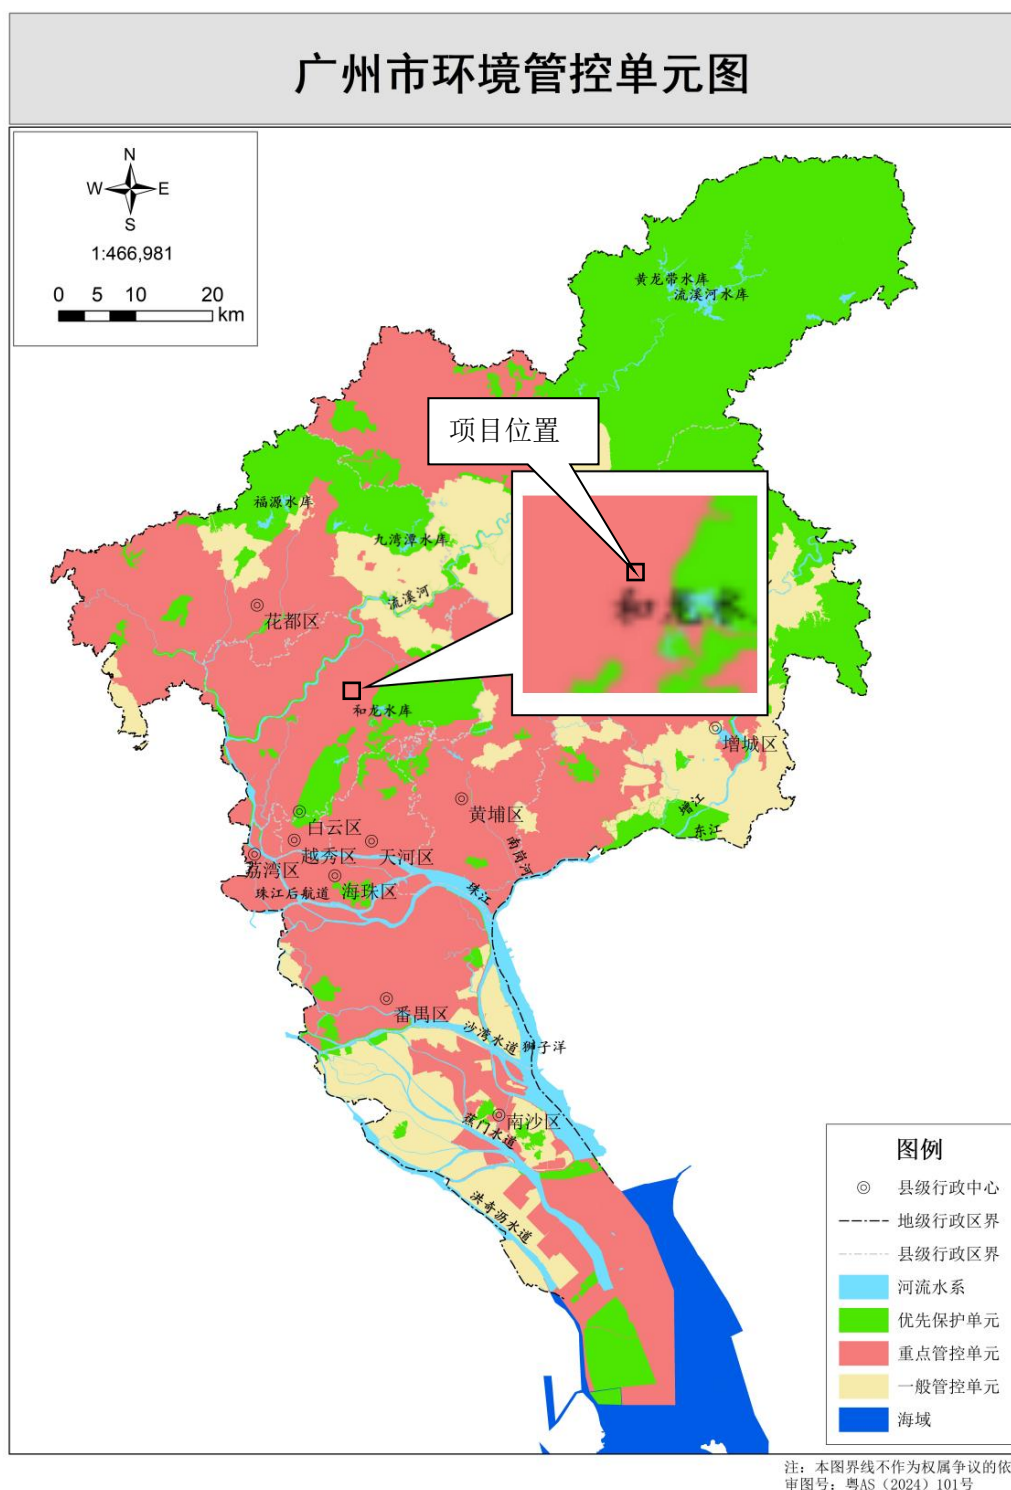 广州市环境管控单元图
N
W
E
S
1:466,981
0 5 10 20
km
黄龙带水库
流溪河水库
项目位置
福源水库
九湾潭水库
流溪河
花都区
和龙水
和龙水库
增城区
增江
东江
黄埔区
白云区
越秀区
天河区
南岗河
荔湾区
海珠区
珠江后航道
珠江
番禺区
沙湾水道
狮子洋
南沙区
蕉门水道
洪奇沥水道
图例
县级行政中心
地级行政区界
县级行政区界
河流水系
优先保护单元
重点管控单元
一般管控单元
海域
注：本图界线不作为权属争议的依
审图号：粤AS（2024）101号